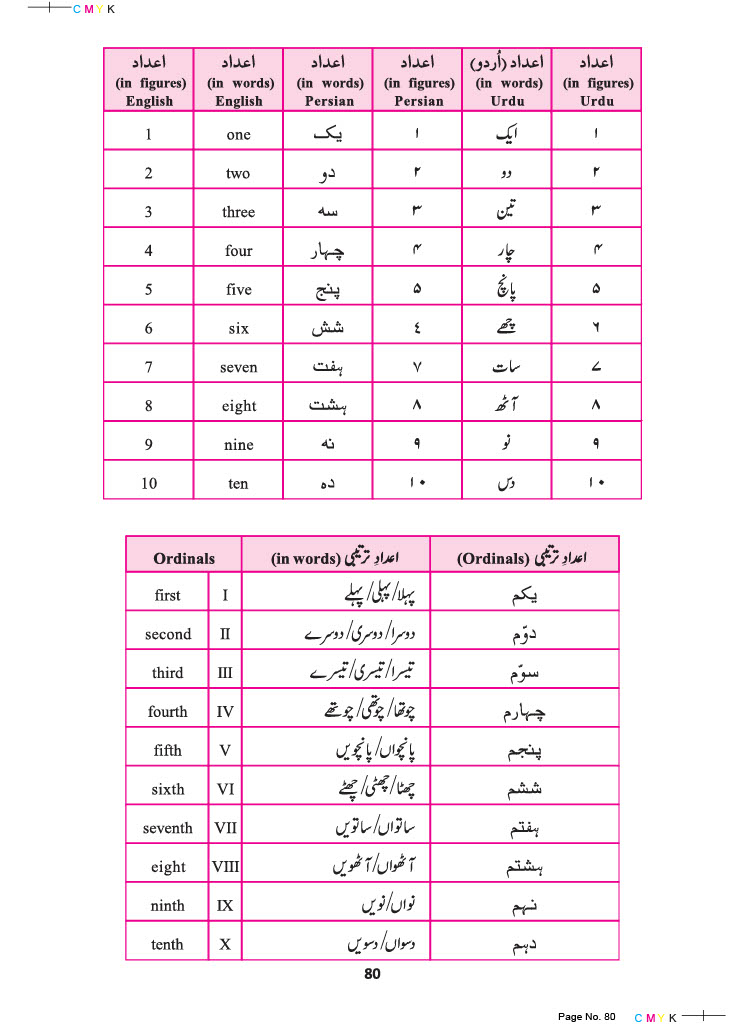 C M Y K
اعداد (in figures) English | اعداد (in words) English | اعداد (in words) Persian | اعداد (in figures) Persian | اعداد (اُردو) (in words) Urdu | اعداد (in figures) Urdu
1 | one | یک | ۱ | ایک | ۱
2 | two | دو | ۲ | دو | ۲
3 | three | سه | ۳ | تین | ۳
4 | four | چہار | ۴ | چار | ۴
5 | five | پنج | ۵ | پانچ | ۵
6 | six | شش | ٤ | چھے | ۶
7 | seven | ہفت | ۷ | سات | ے
8 | eight | ہشت | ۸ | آٹھ | ۸
9 | nine | نه | ۹ | نو | ۹
10 | ten | ده | ۱۰ | دس | ۱۰
Ordinals | اعدادِ ترتیبی (in words) | اعدادِ ترتیبی (Ordinals)
first | I | پہلا/پہلی/پہلے | یکم
second | II | دوسرا/دوسری/دوسرے | دوّم
third | III | تیسرا/تیسری/تیسرے | سوّم
fourth | IV | چوتھا/چوتھی/چوتھے | چہارم
fifth | V | پانچواں/پانچویں | پنجم
sixth | VI | چھٹا/چھٹی/چھٹے | ششم
seventh | VII | ساتواں/ساتویں | ہفتم
eight | VIII | آٹھواں/آٹھویں | ہشتم
ninth | IX | نواں/نویں | نہم
tenth | X | دسواں/دسویں | دہم
80
Page No. 80 C M Y K